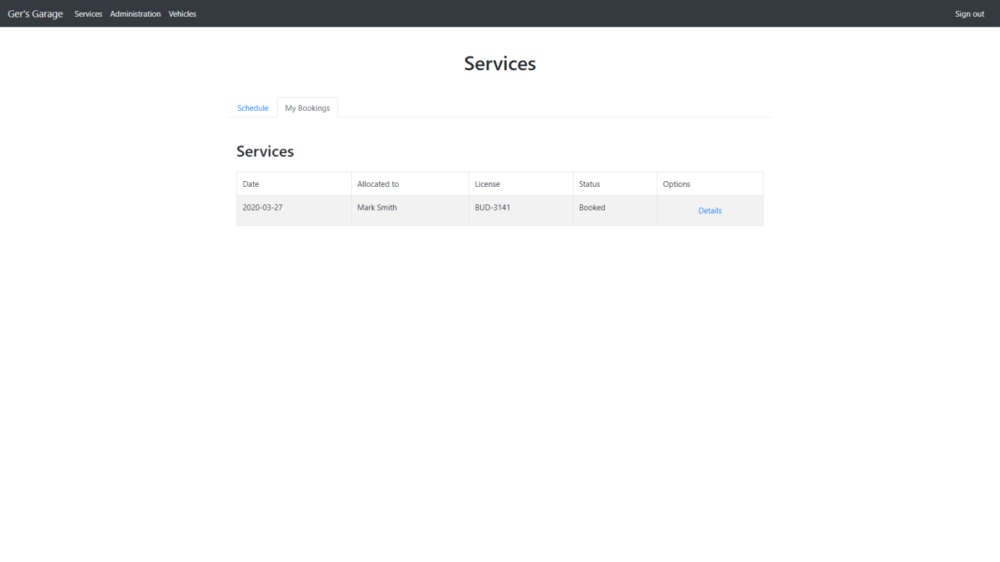 Ger's Garage Services Administration Vehicles Sign out
Services
Schedule My Bookings
Services
Date Allocated to License Status Options
2020-03-27 Mark Smith BUD-3141 Booked Details